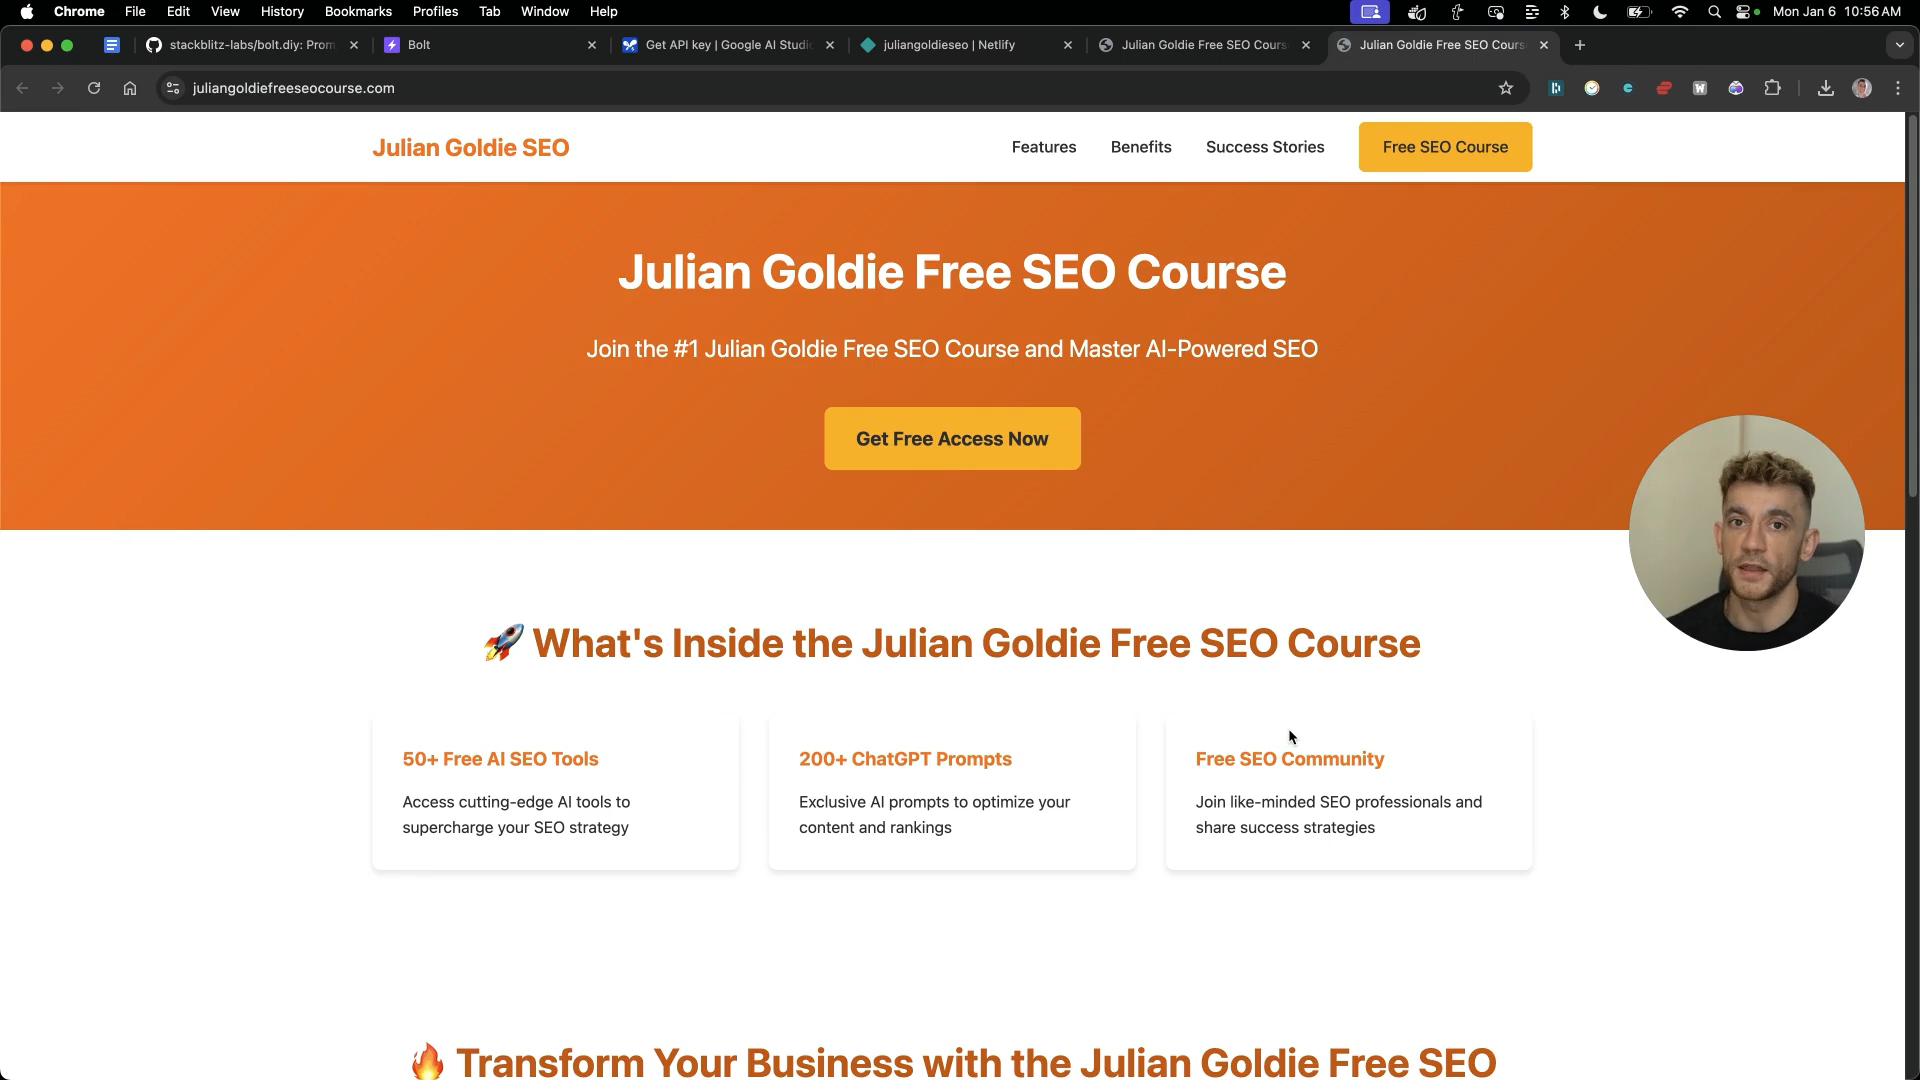 Chrome File Edit View History Bookmarks Profiles Tab Window Help Mon Jan 6 10:56 AM
stackblitz-labs/bolt.diy: Prom Bolt Get API key | Google AI Studio juliangoldieseo | Netlify Julian Goldie Free SEO Cours Julian Goldie Free SEO Cours
juliangoldiefreeseocourse.com
Julian Goldie SEO Features Benefits Success Stories Free SEO Course
Julian Goldie Free SEO Course
Join the #1 Julian Goldie Free SEO Course and Master AI-Powered SEO
Get Free Access Now
🚀 What's Inside the Julian Goldie Free SEO Course
50+ Free AI SEO Tools
Access cutting-edge AI tools to
supercharge your SEO strategy
200+ ChatGPT Prompts
Exclusive AI prompts to optimize your
content and rankings
Free SEO Community
Join like-minded SEO professionals and
share success strategies
🔥 Transform Your Business with the Julian Goldie Free SEO